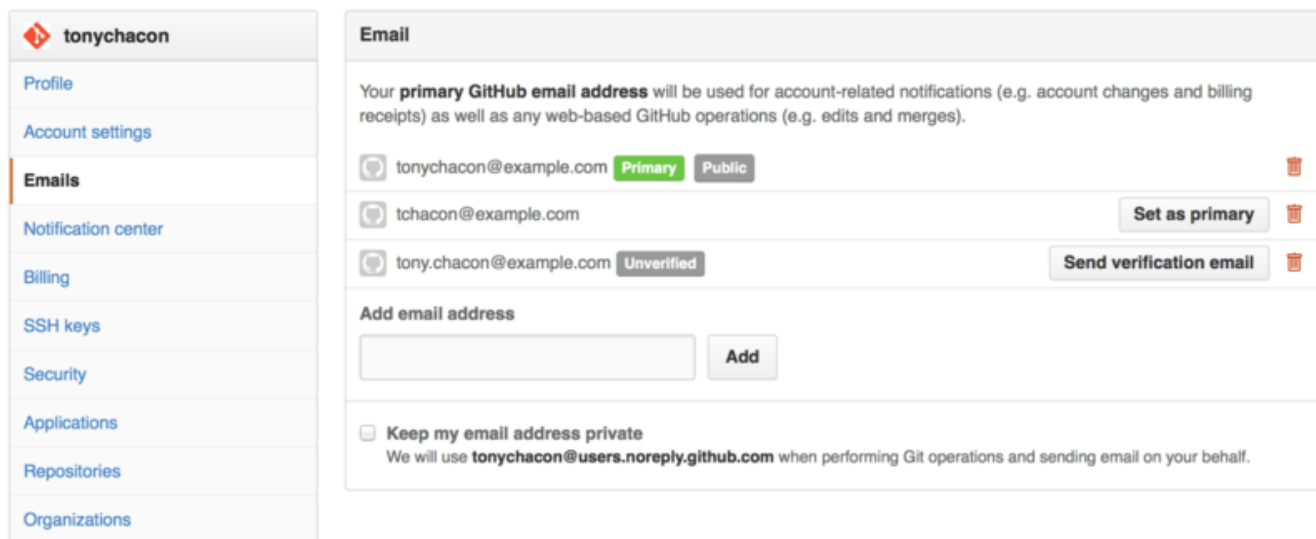 tonychacon
Profile
Account settings
Emails
Notification center
Billing
SSH keys
Security
Applications
Repositories
Organizations
Email
Your primary GitHub email address will be used for account-related notifications (e.g. account changes and billing
receipts) as well as any web-based GitHub operations (e.g. edits and merges).
tonychacon@example.com Primary Public
tchacon@example.com Set as primary
tony.chacon@example.com Unverified Send verification email
Add email address
Add
Keep my email address private
We will use tonychacon@users.noreply.github.com when performing Git operations and sending email on your behalf.